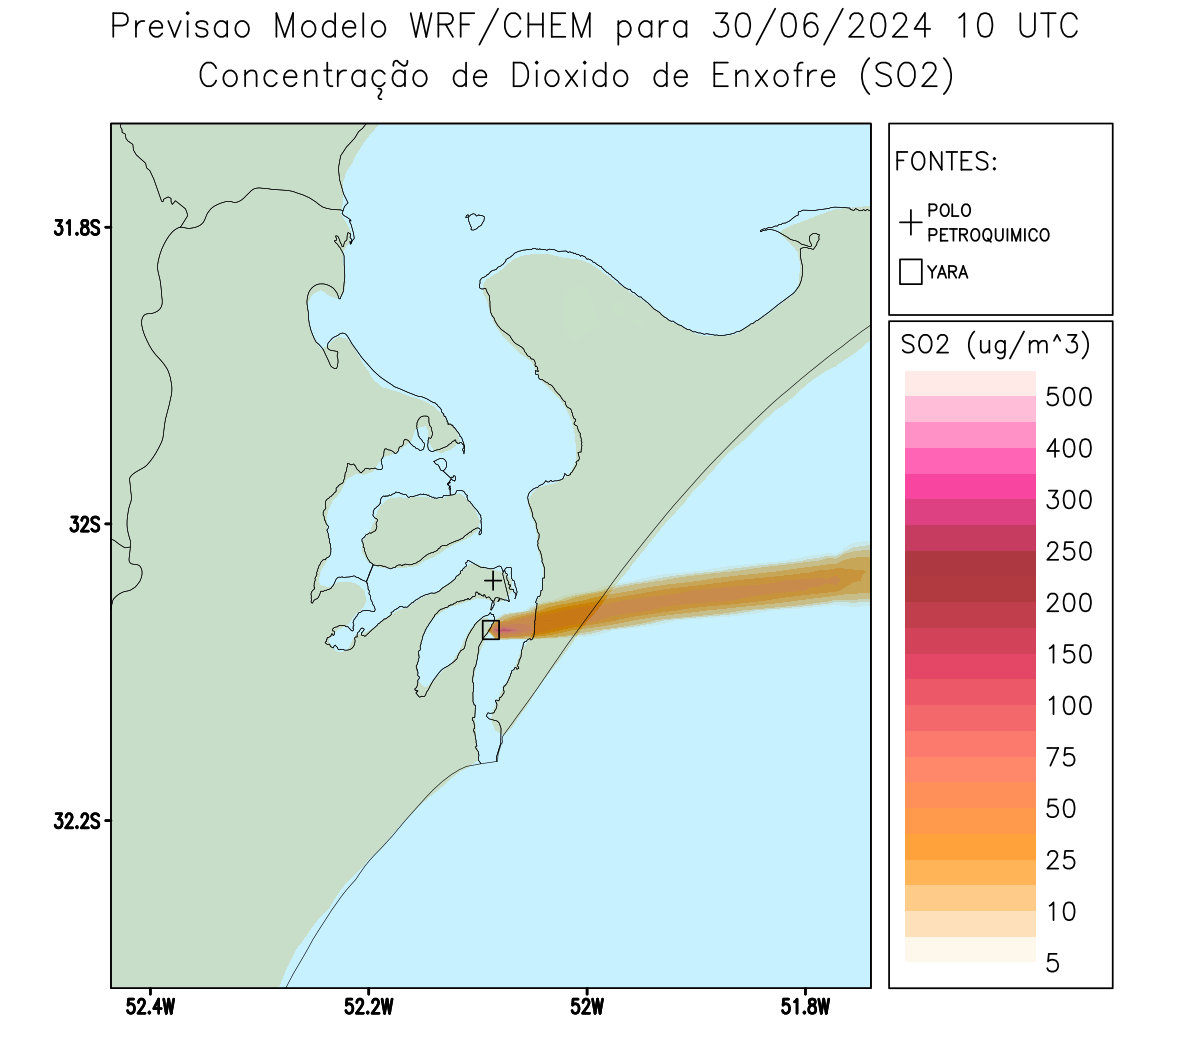 Previsao Modelo WRF/CHEM para 30/06/2024 10 UTC
Concentração de Dioxido de Enxofre (SO2)
FONTES:
POLO
PETROQUIMICO
YARA
SO2 (ug/m^3)
500
400
300
250
200
150
100
75
50
25
10
5
31.8S
32S
32.2S
52.4W
52.2W
52W
51.8W